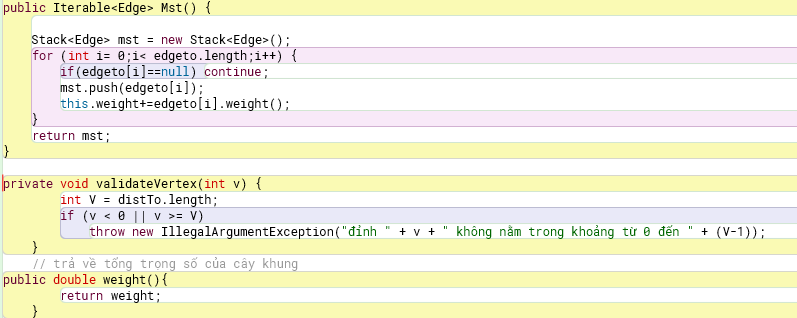 public Iterable<Edge> Mst() {
Stack<Edge> mst = new Stack<Edge>();
for (int i= 0;i< edgeto.length;i++) {
if(edgeto[i]==null) continue;
mst.push(edgeto[i]);
this.weight+=edgeto[i].weight();
}
return mst;
}
private void validateVertex(int v) {
int V = distTo.length;
if (v < 0 || v >= V)
throw new IllegalArgumentException("đỉnh " + v + " không nằm trong khoảng từ 0 đến " + (V-1));
}
// trả về tổng trọng số của cây khung
public double weight(){
return weight;
}